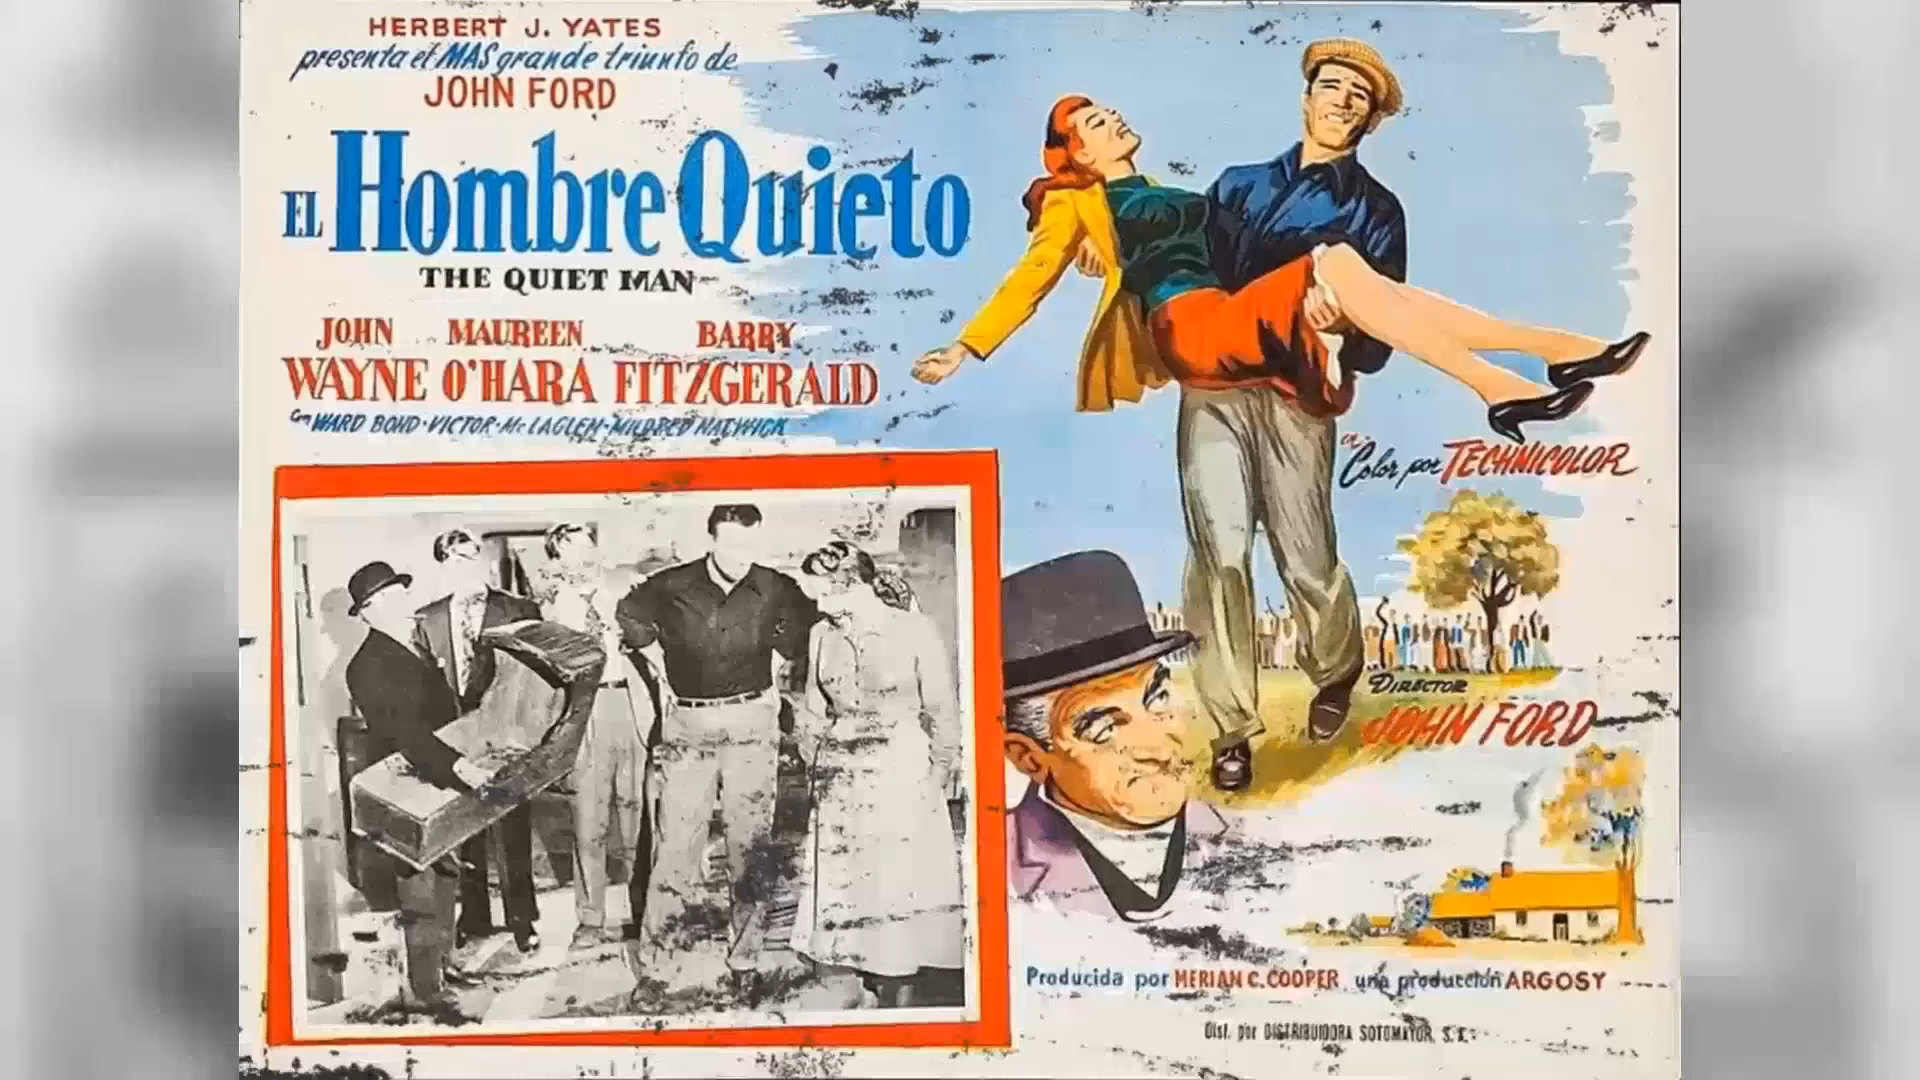 HERBERT J. YATES
presenta el MAS grande triunfo de
JOHN FORD
EL HOMBRE QUIETO
THE QUIET MAN
JOHN MAUREEN BARRY
WAYNE O'HARA FITZGERALD
Con WARD BOND · VICTOR · Mc LAGLEN · MILDRED NATWICK
en Color por TECHNICOLOR
DIRECTOR
JOHN FORD
Producida por MERIAN C. COOPER una producción ARGOSY
Dist. por DISTRIBUIDORA SOTOMAYOR, S. A.